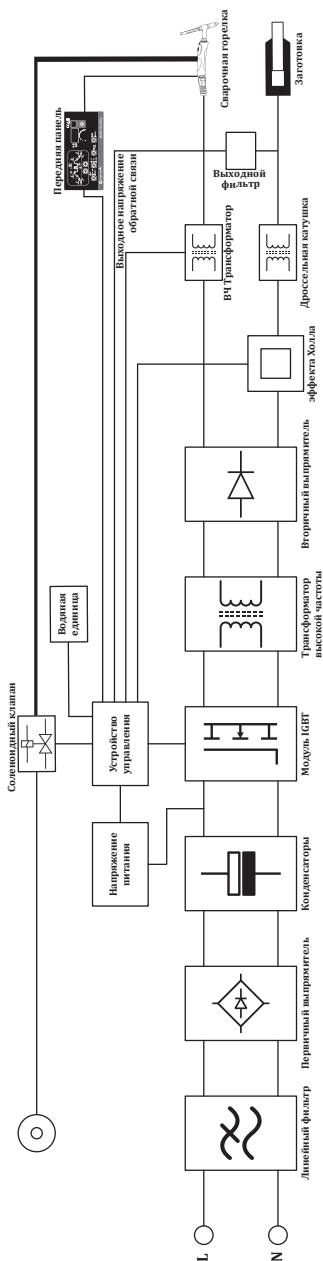 Соленоидный клапан
Передняя панель
Сварочная горелка
Заготовка
Водяная
единица
Выходное напряжение
обратной связи
Выходной
фильтр
ВЧ Трансформатор
Дроссельная катушка
эффекта Холла
Вторичный выпрямитель
Трансформатор
высокой частоты
Устройство
управления
Модуль IGBT
Напряжение
питания
Конденсаторы
Первичный выпрямитель
Линейный фильтр
L
N